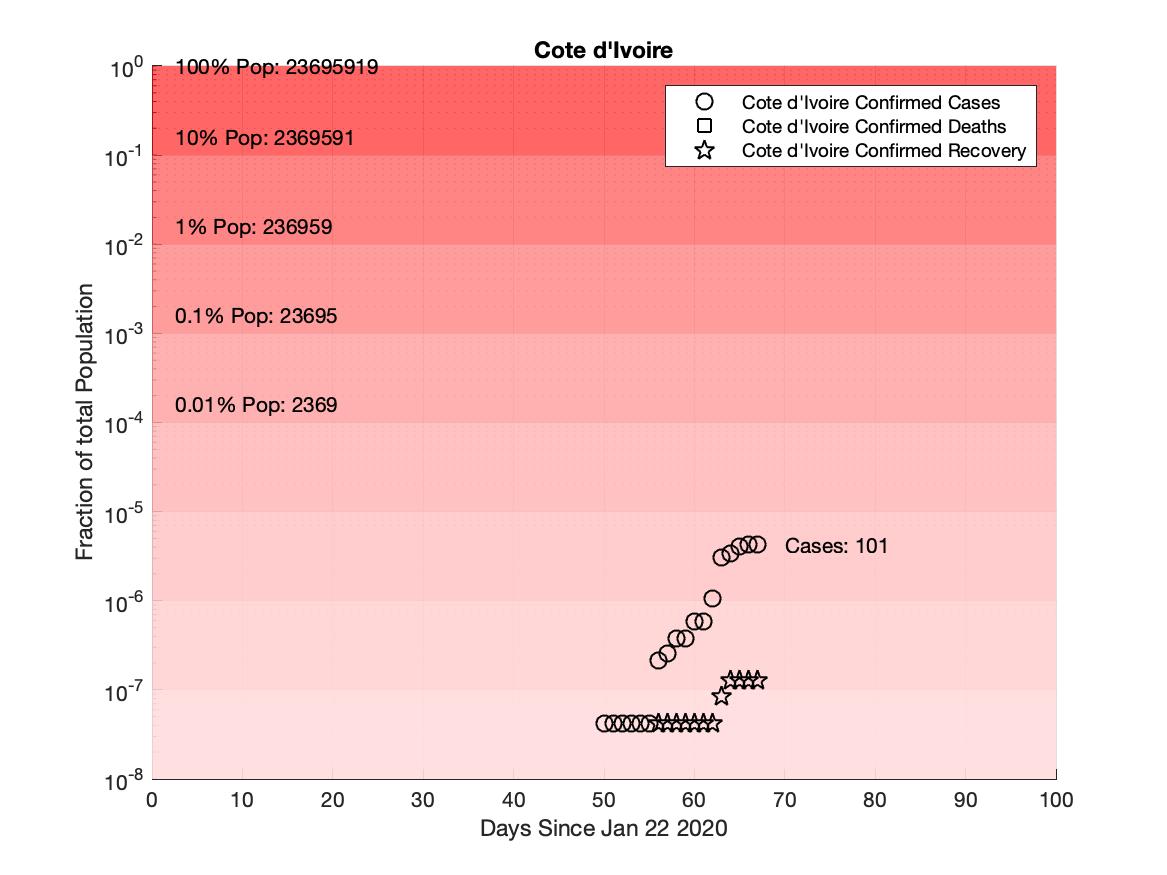 Cote d'Ivoire
10^0
100% Pop: 23695919
Cote d'Ivoire Confirmed Cases
Cote d'Ivoire Confirmed Deaths
Cote d'Ivoire Confirmed Recovery
10% Pop: 2369591
10^-1
1% Pop: 236959
10^-2
0.1% Pop: 23695
10^-3
0.01% Pop: 2369
10^-4
10^-5
Cases: 101
10^-6
10^-7
10^-8
Fraction of total Population
0 10 20 30 40 50 60 70 80 90 100
Days Since Jan 22 2020